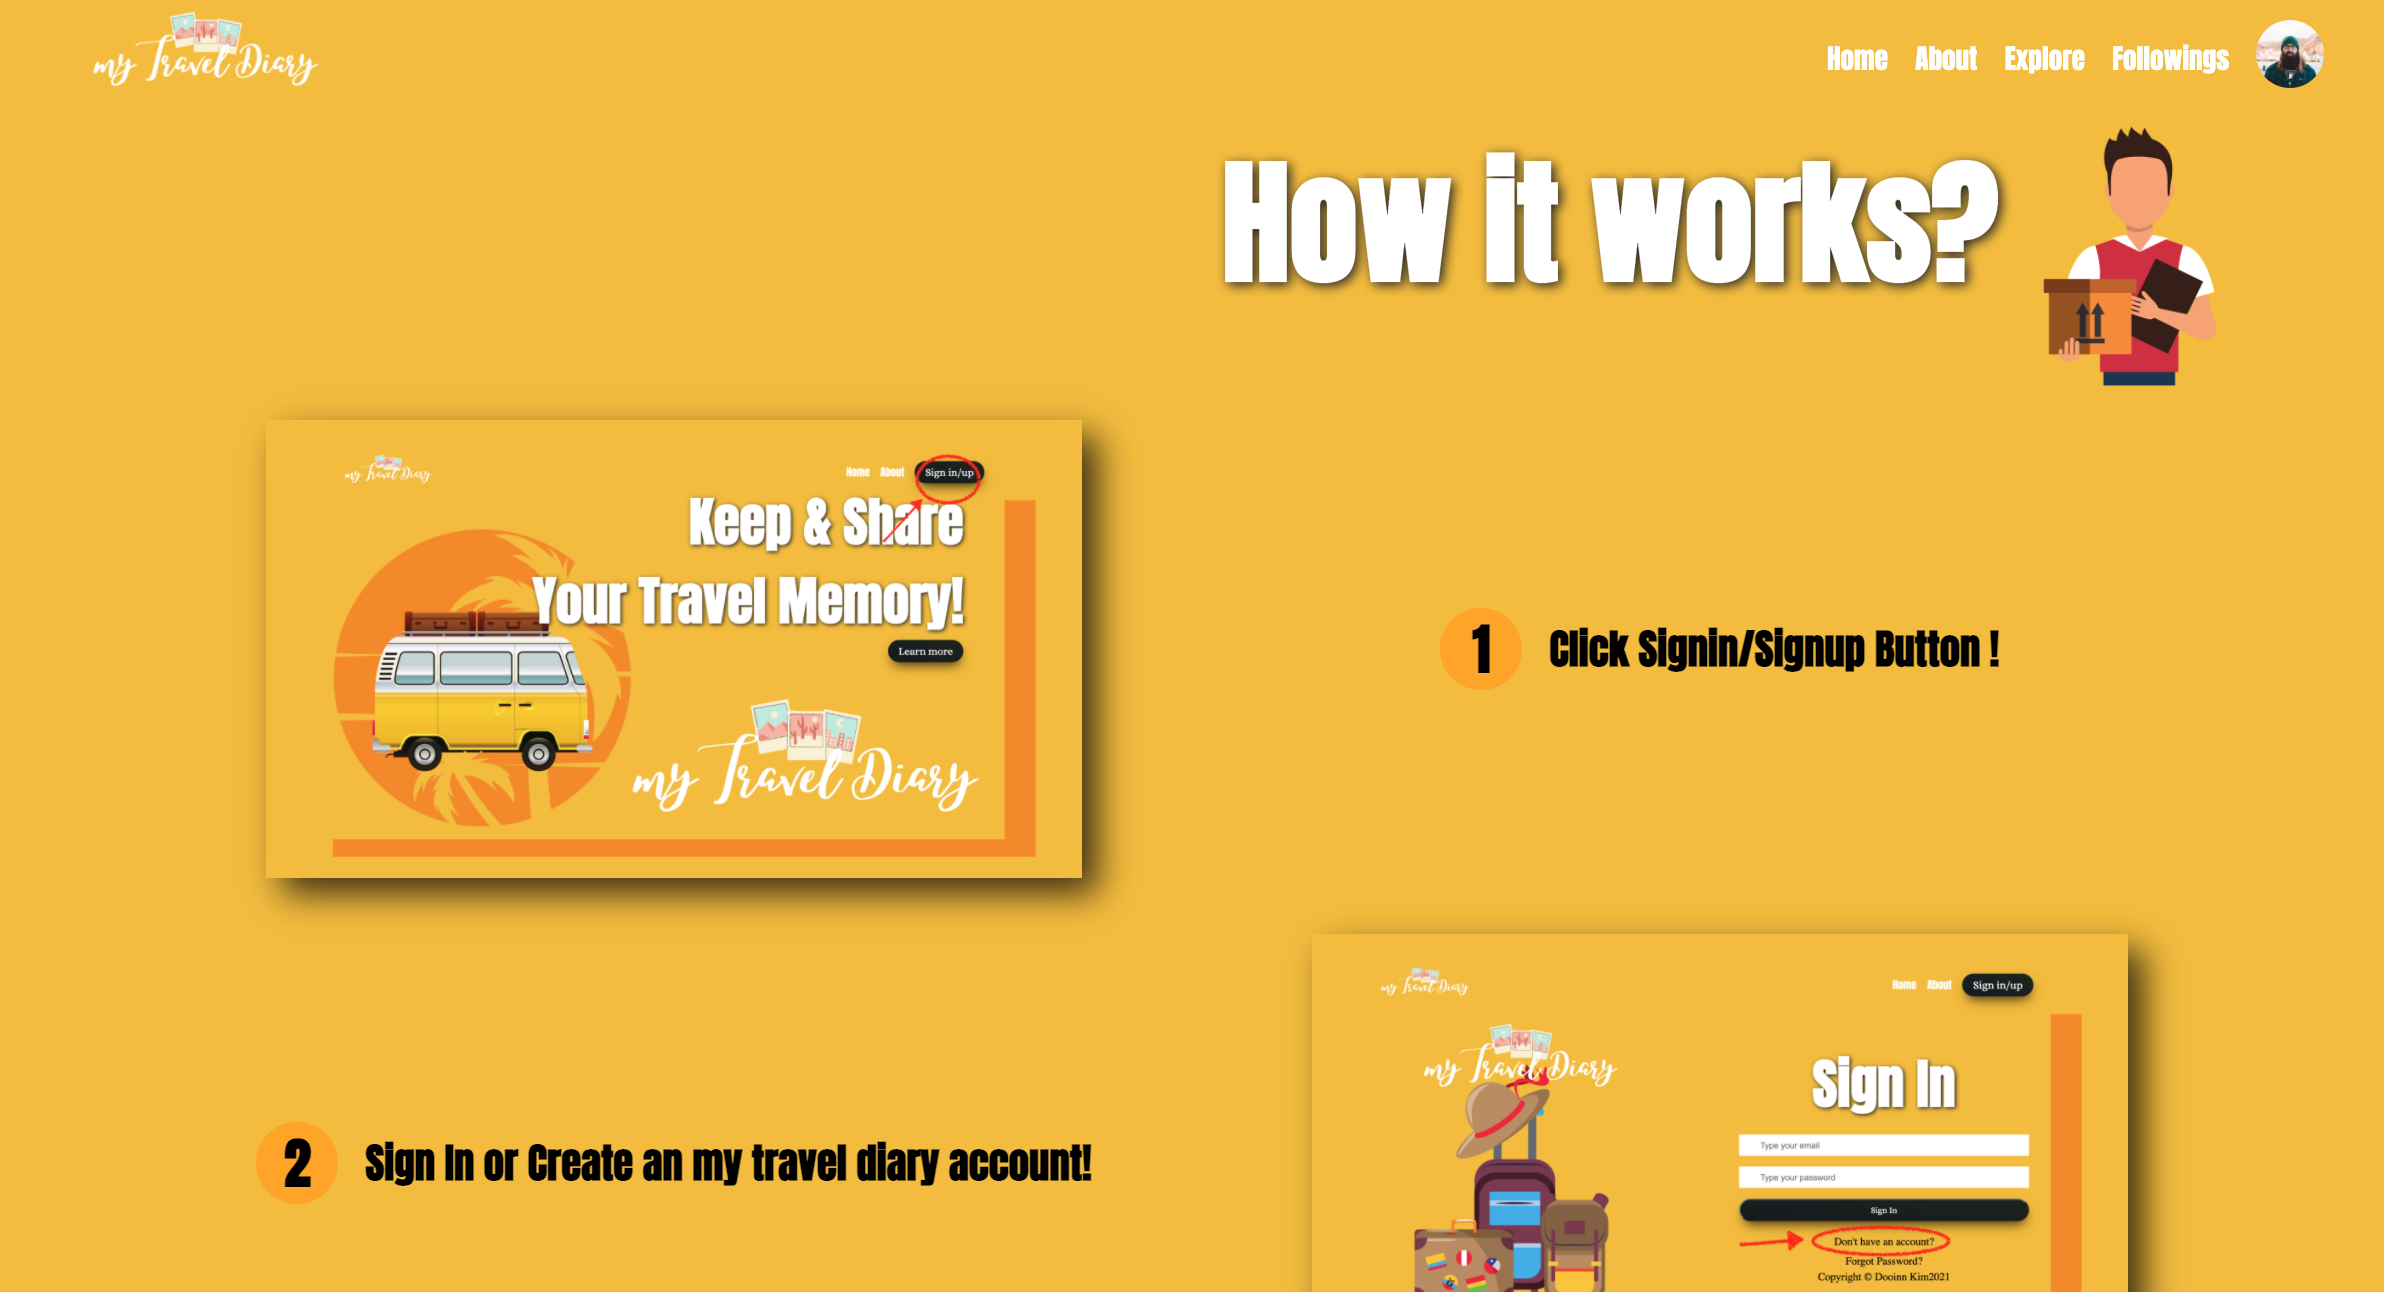 my Travel Diary
Home About Explore Followings
How it works?
my Travel Diary
Home About Sign in/up
Keep & Share
Your Travel Memory!
Learn more
my Travel Diary
1 Click Signin/Signup Button !
my Travel Diary
Home About Sign in/up
my Travel Diary
Sign In
Type your email
Type your password
Sign In
Don't have an account?
Forgot Password?
Copyright © Dooinn Kim2021
2 Sign In or Create an my travel diary account!